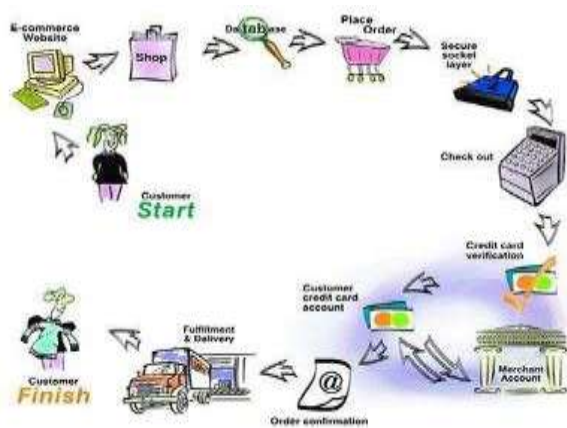 E-commerce
Website
Shop
Database
Place
Order
Secure
socket
layer
Check out
Customer
Start
Credit card
verification
Customer
credit card
account
Merchant
Account
@
Order confirmation
Fulfillment
& Delivery
Customer
Finish